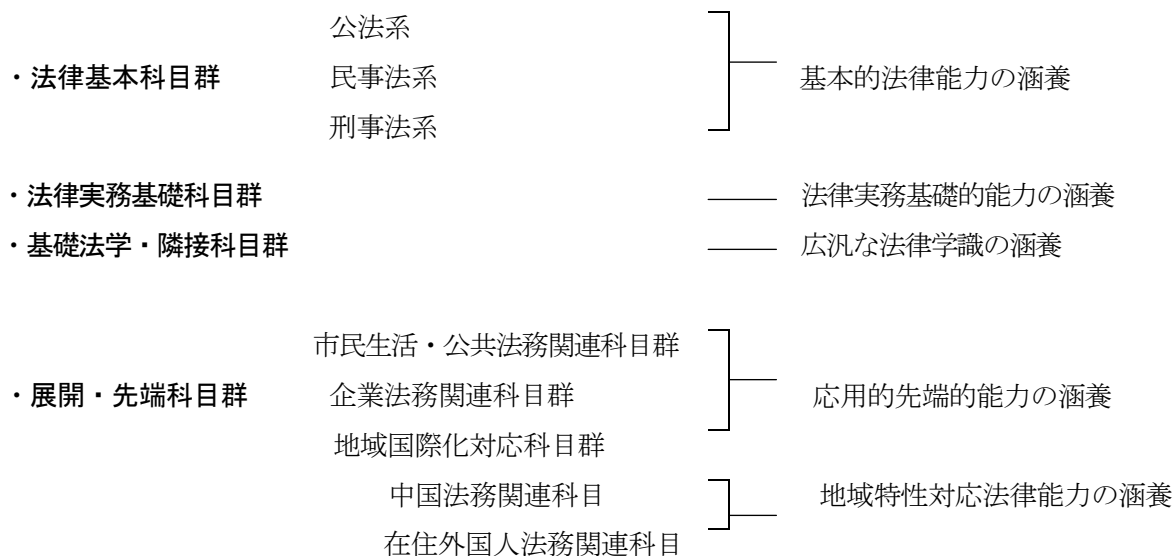 公法系
・法律基本科目群 民事法系 基本的法律能力の涵養
刑事法系
・法律実務基礎科目群 法律実務基礎的能力の涵養
・基礎法学・隣接科目群 広汎な法律学識の涵養
市民生活・公共法務関連科目群
・展開・先端科目群 企業法務関連科目群 応用的先端的能力の涵養
地域国際化対応科目群
中国法務関連科目 地域特性対応法律能力の涵養
在住外国人法務関連科目